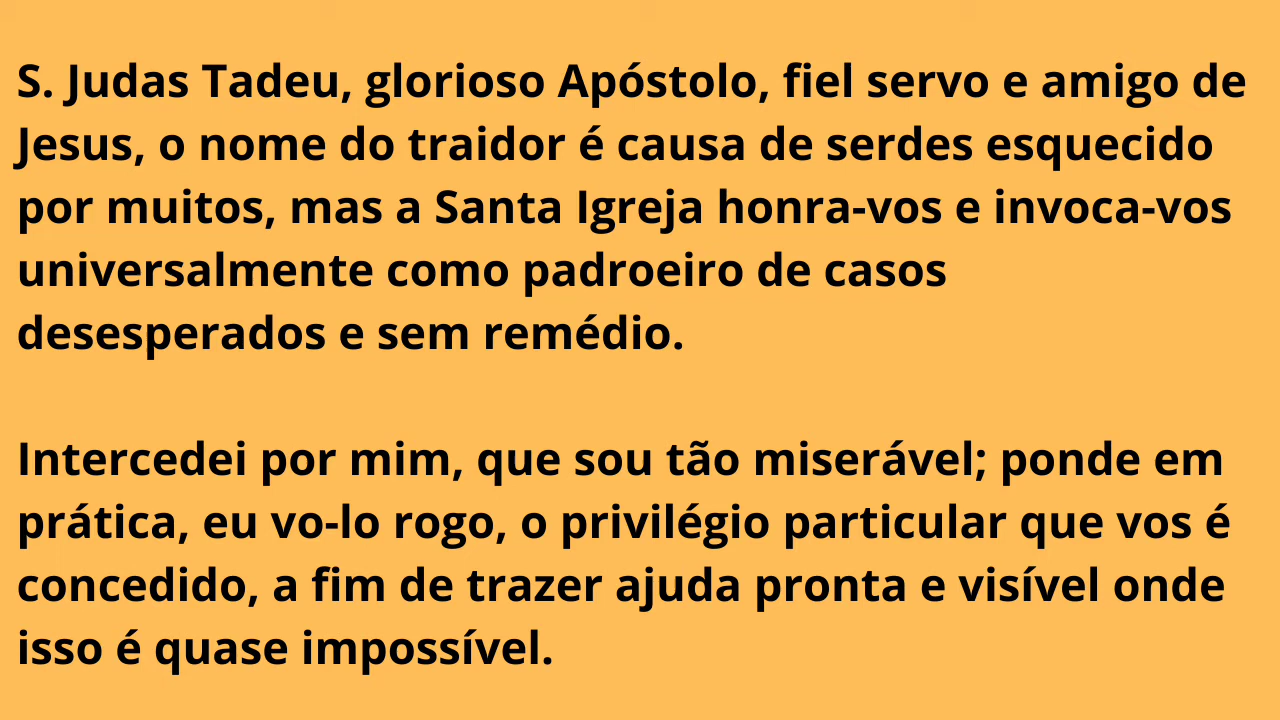 S. Judas Tadeu, glorioso Apóstolo, fiel servo e amigo de
Jesus, o nome do traidor é causa de serdes esquecido
por muitos, mas a Santa Igreja honra-vos e invoca-vos
universalmente como padroeiro de casos
desesperados e sem remédio.
Intercedei por mim, que sou tão miserável; ponde em
prática, eu vo-lo rogo, o privilégio particular que vos é
concedido, a fim de trazer ajuda pronta e visível onde
isso é quase impossível.